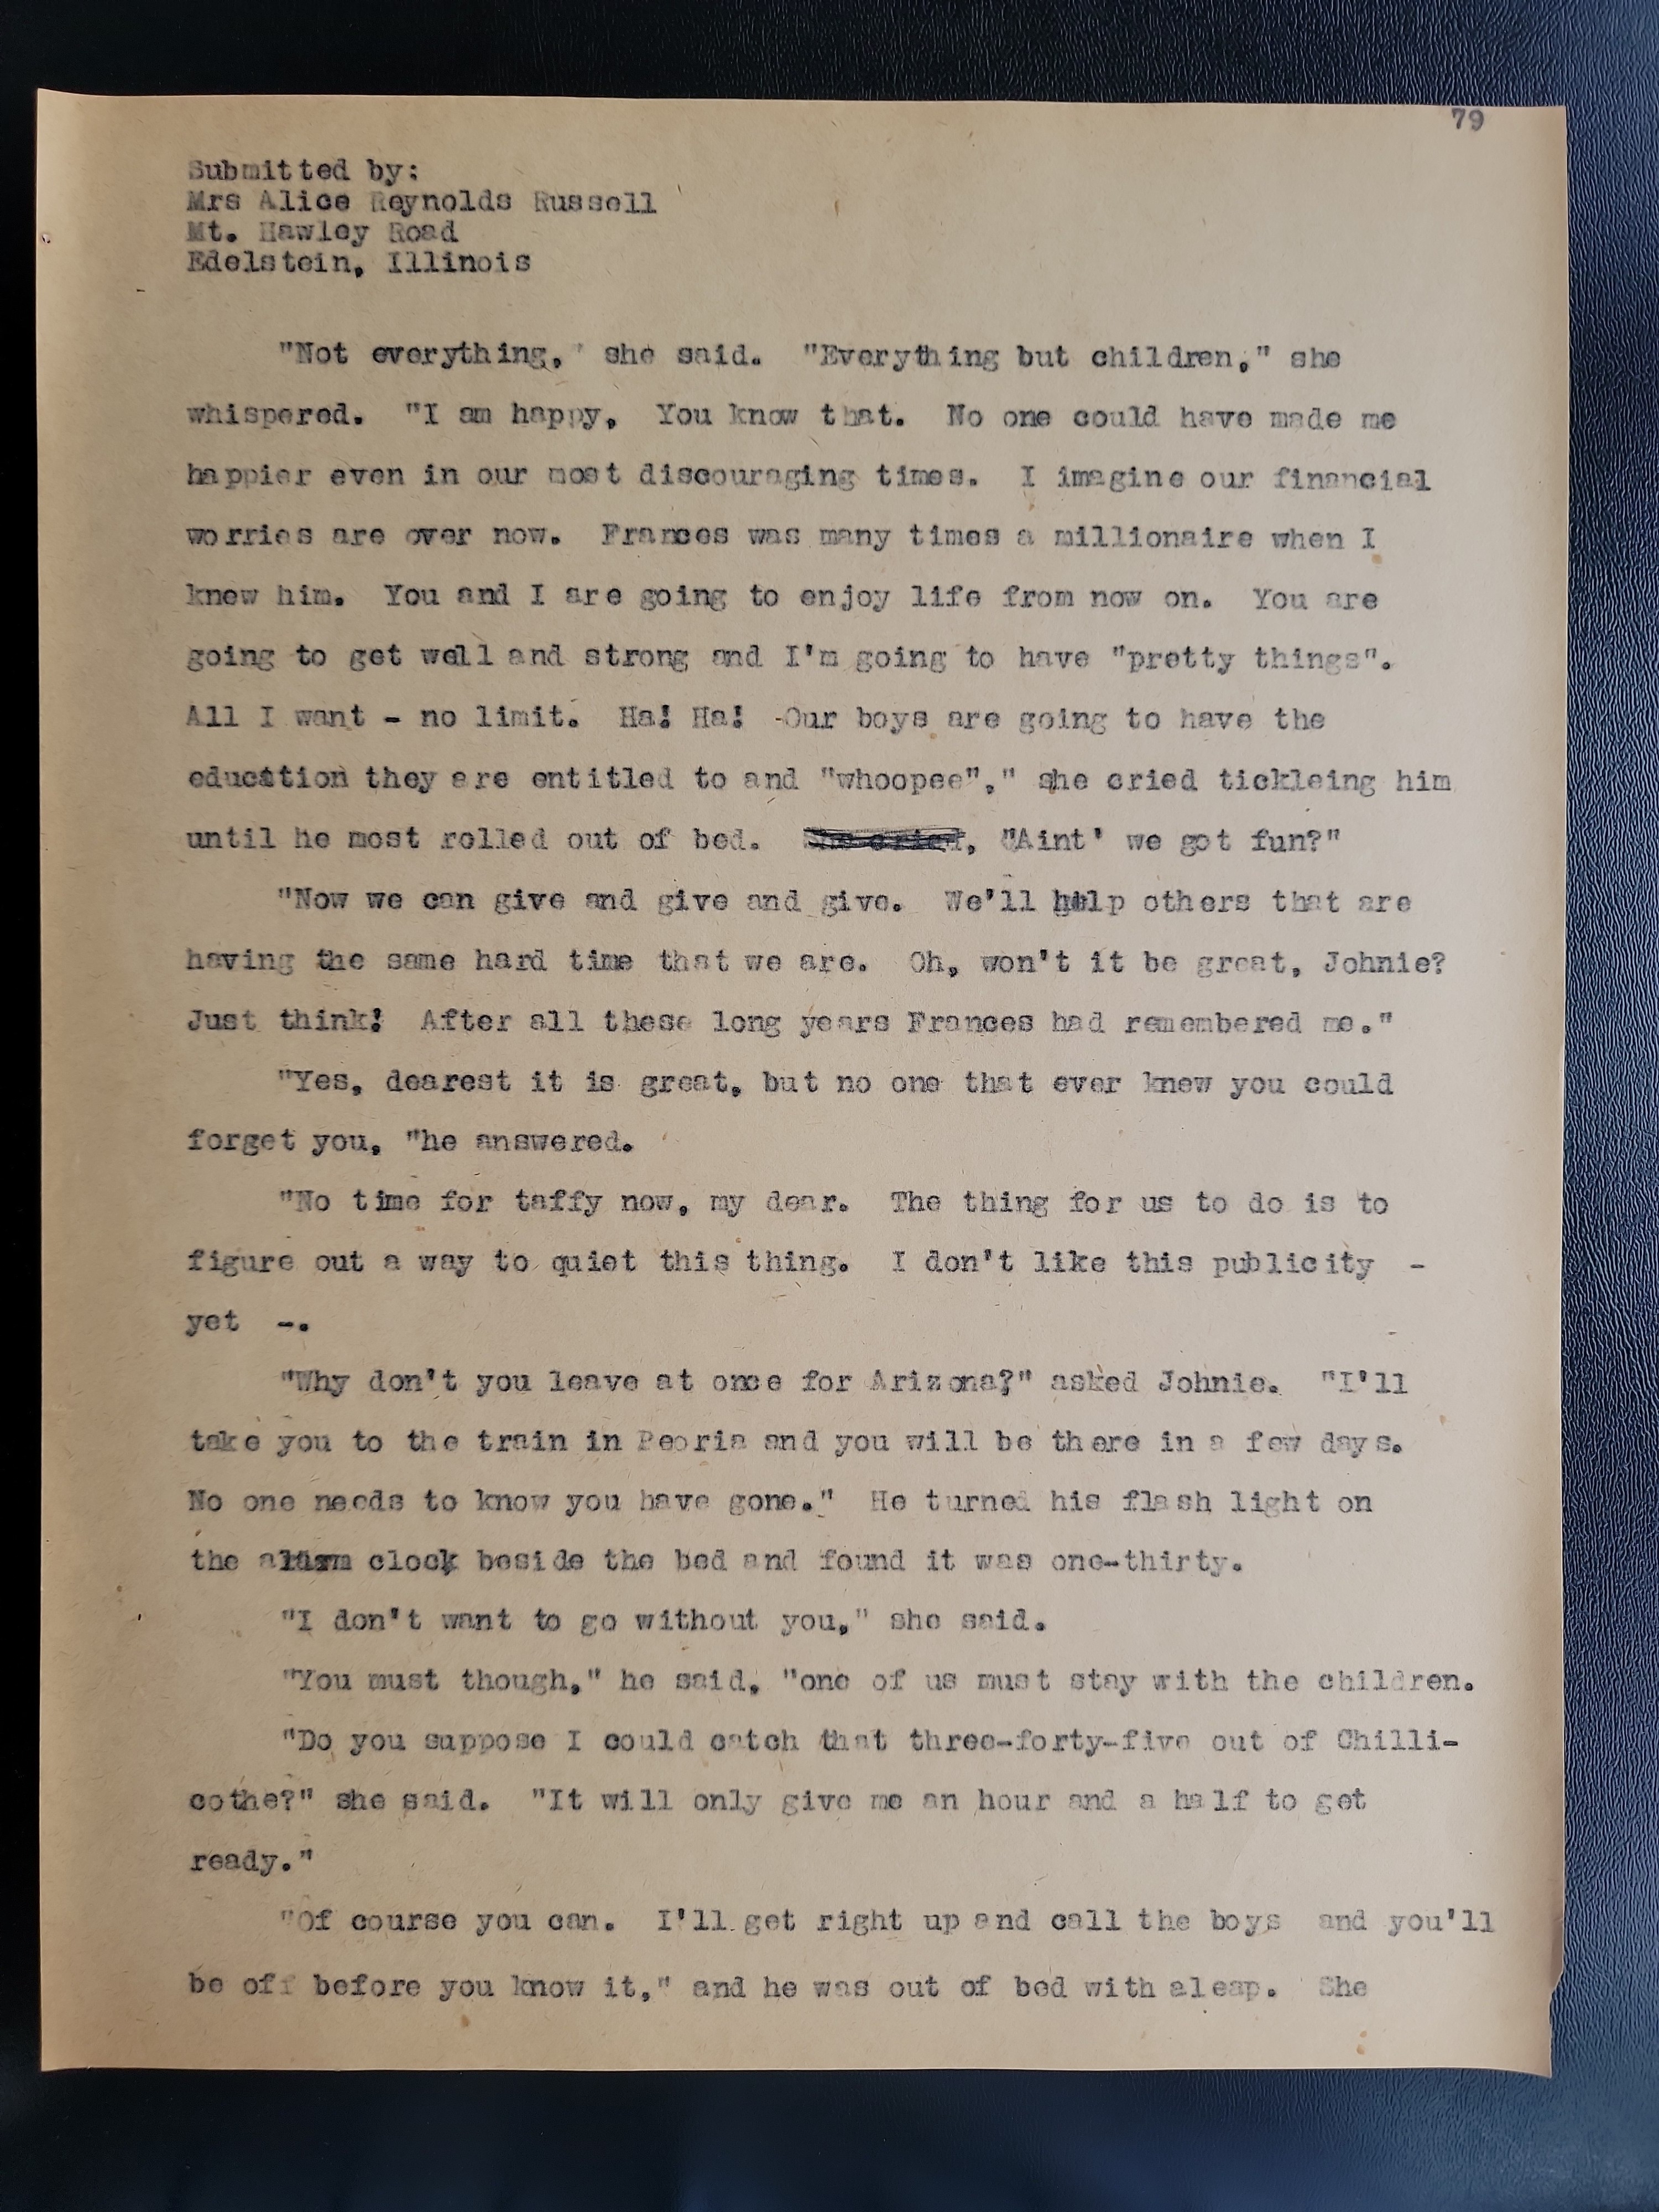 79
Submitted by:
Mrs Alice Reynolds Russell
Mt. Hawley Road
Edelstein, Illinois
"Not everything,' she said. "Everything but children," she
whispered. "I am happy, You know that. No one could have made me
happier even in our most discouraging times. I imagine our financial
worries are over now. Frances was many times a millionaire when I
knew him. You and I are going to enjoy life from now on. You are
going to get well and strong and I'm going to have "pretty things".
All I want - no limit. Ha! Ha! -Our boys are going to have the
education they are entitled to and "whoopee"," she cried tickleing him
until he most rolled out of bed. She cried, "Aint' we got fun?"
"Now we can give and give and give. We'll help others that are
having the same hard time that we are. Oh, won't it be great, Johnie?
Just think! After all these long years Frances had remembered me."
"Yes, dearest it is great, but no one that ever knew you could
forget you, "he answered.
"No time for taffy now, my dear. The thing for us to do is to
figure out a way to quiet this thing. I don't like this publicity -
yet -.
"Why don't you leave at once for Arizona?" asked Johnie. "I'll
take you to the train in Peoria and you will be there in a few days.
No one needs to know you have gone." He turned his flash light on
the alarm clock beside the bed and found it was one-thirty.
"I don't want to go without you," she said.
"You must though," he said, "one of us must stay with the children.
"Do you suppose I could catch that three-forty-five out of Chilli-
cothe?" she said. "It will only give me an hour and a half to get
ready."
"Of course you can. I'll get right up and call the boys and you'll
be off before you know it," and he was out of bed with a leap. She